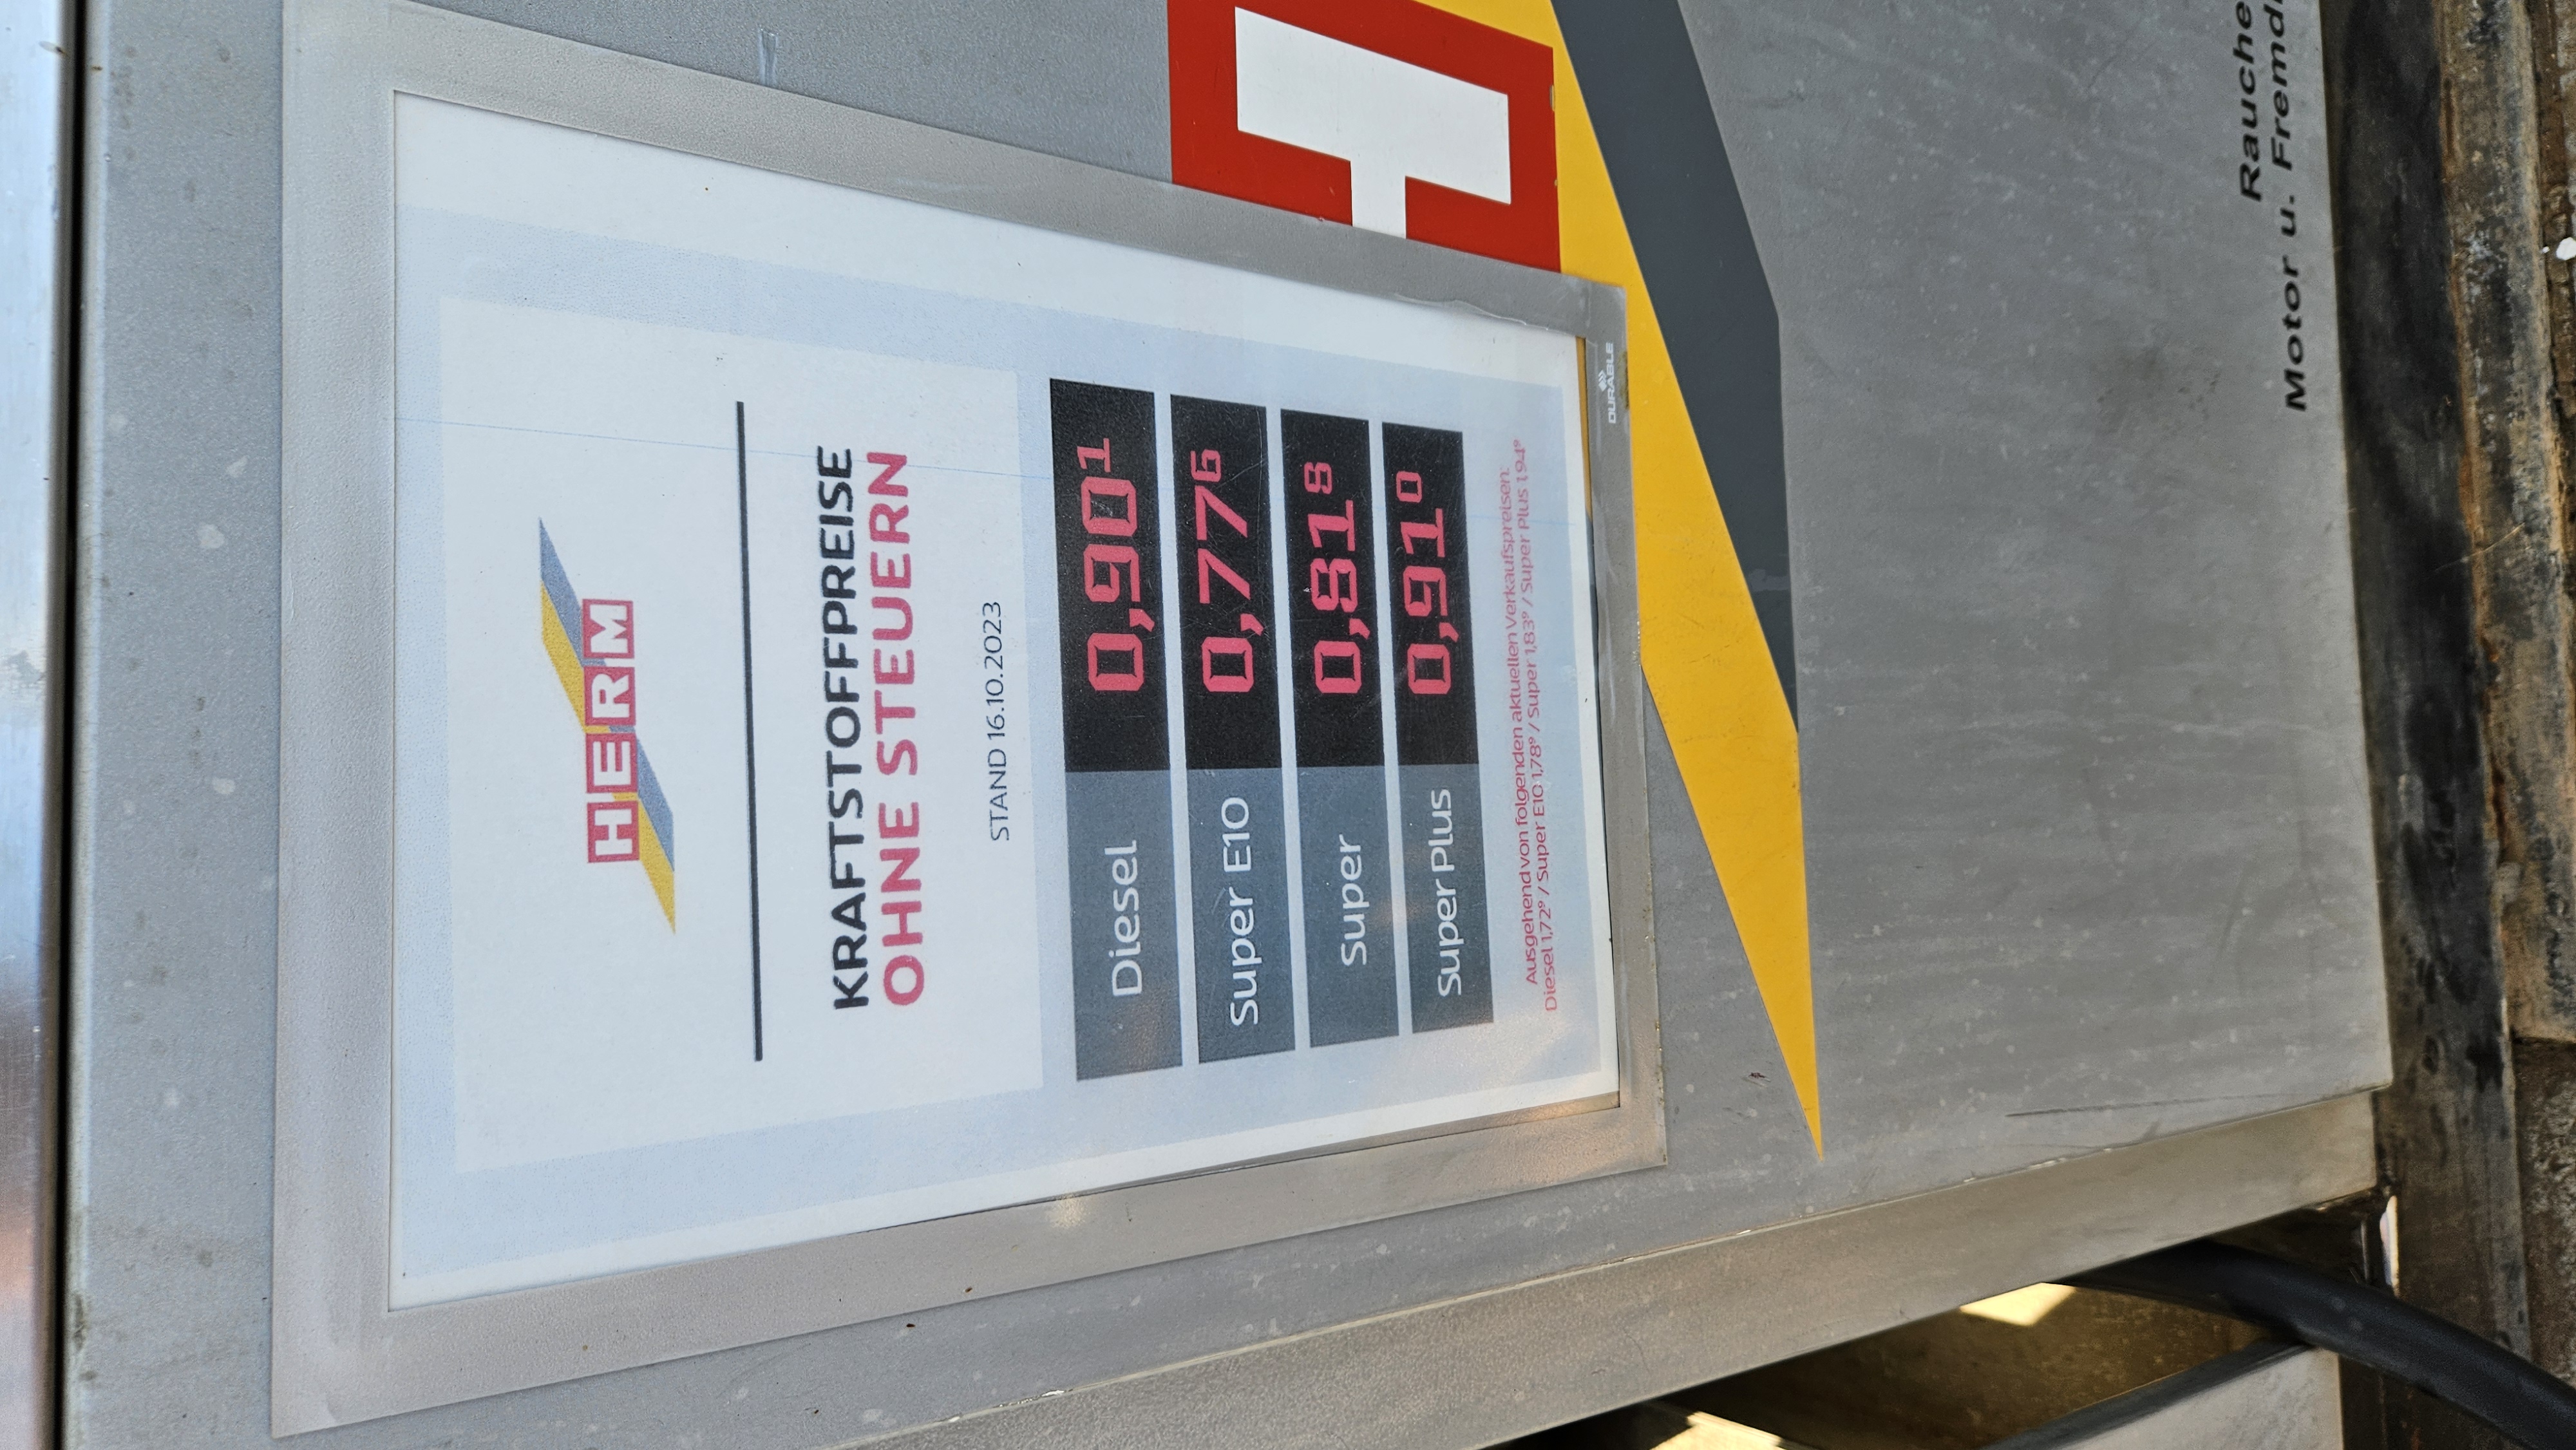 HERM
KRAFTSTOFFPREISE
OHNE STEUERN
STAND 16.10.2023
Diesel 0,90¹
Super E10 0,77⁶
Super 0,81⁸
Super Plus 0,91⁰
Ausgehend von folgenden aktuellen Verkaufspreisen:
Diesel 1,72⁹ / Super E10 1,78⁹ / Super 1,83⁹ / Super Plus 1,94⁹
DURABLE
Motor u.